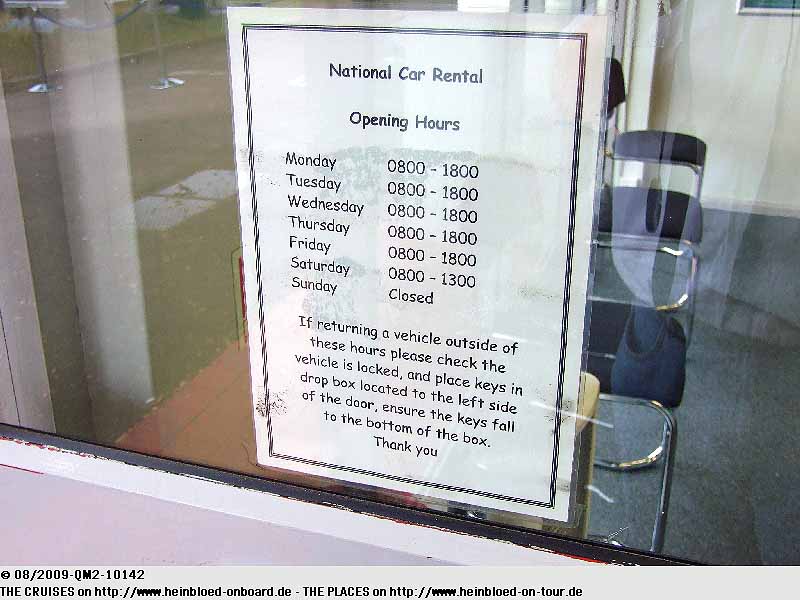 National Car Rental
Opening Hours
Monday 0800 - 1800
Tuesday 0800 - 1800
Wednesday 0800 - 1800
Thursday 0800 - 1800
Friday 0800 - 1800
Saturday 0800 - 1300
Sunday Closed
If returning a vehicle outside of
these hours please check the
vehicle is locked, and place keys in
drop box located to the left side
of the door, ensure the keys fall
to the bottom of the box.
Thank you
© 08/2009-QM2-10142
THE CRUISES on http://www.heinbloed-onboard.de - THE PLACES on http://www.heinbloed-on-tour.de